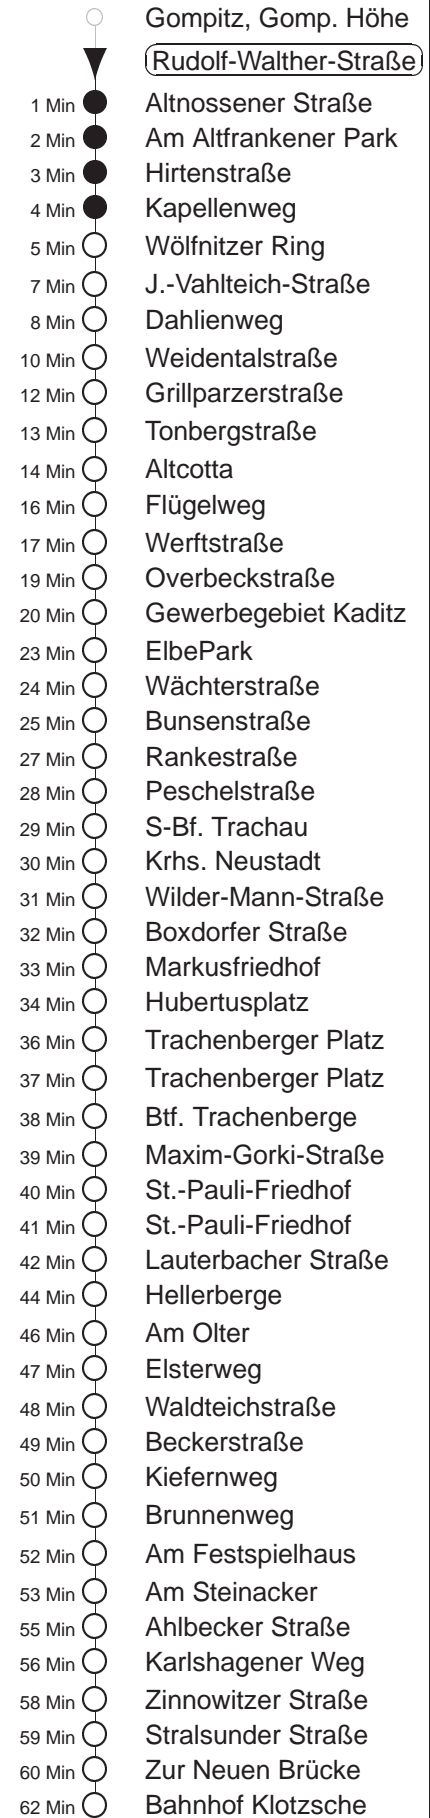 Gompitz, Gomp. Höhe
Rudolf-Walther-Straße
1 Min Altnossener Straße
2 Min Am Altfrankener Park
3 Min Hirtenstraße
4 Min Kapellenweg
5 Min Wölfnitzer Ring
7 Min J.-Vahlteich-Straße
8 Min Dahlienweg
10 Min Weidentalstraße
12 Min Grillparzerstraße
13 Min Tonbergstraße
14 Min Altcotta
16 Min Flügelweg
17 Min Werftstraße
19 Min Overbeckstraße
20 Min Gewerbegebiet Kaditz
23 Min ElbePark
24 Min Wächterstraße
25 Min Bunsenstraße
27 Min Rankestraße
28 Min Peschelstraße
29 Min S-Bf. Trachau
30 Min Krhs. Neustadt
31 Min Wilder-Mann-Straße
32 Min Boxdorfer Straße
33 Min Markusfriedhof
34 Min Hubertusplatz
36 Min Trachenberger Platz
37 Min Trachenberger Platz
38 Min Btf. Trachenberge
39 Min Maxim-Gorki-Straße
40 Min St.-Pauli-Friedhof
41 Min St.-Pauli-Friedhof
42 Min Lauterbacher Straße
44 Min Hellerberge
46 Min Am Olter
47 Min Elsterweg
48 Min Waldteichstraße
49 Min Beckerstraße
50 Min Kiefernweg
51 Min Brunnenweg
52 Min Am Festspielhaus
53 Min Am Steinacker
55 Min Ahlbecker Straße
56 Min Karlshagener Weg
58 Min Zinnowitzer Straße
59 Min Stralsunder Straße
60 Min Zur Neuen Brücke
62 Min Bahnhof Klotzsche